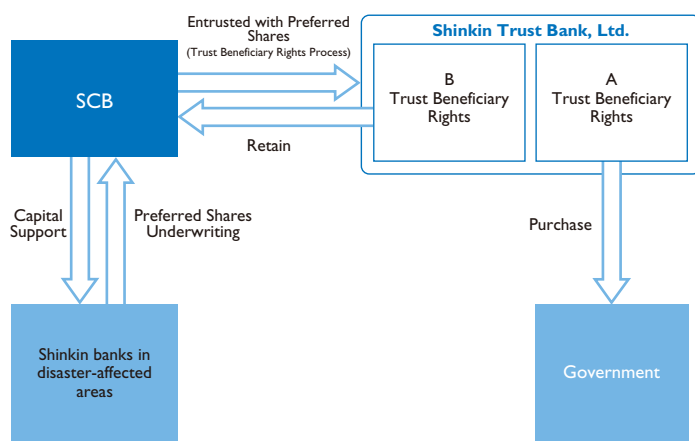 Entrusted with Preferred
Shares
(Trust Beneficiary Rights Process)
Shinkin Trust Bank, Ltd.
SCB
B
Trust Beneficiary
Rights
A
Trust Beneficiary
Rights
Retain
Capital
Support
Preferred Shares
Underwriting
Purchase
Shinkin banks in
disaster-affected
areas
Government